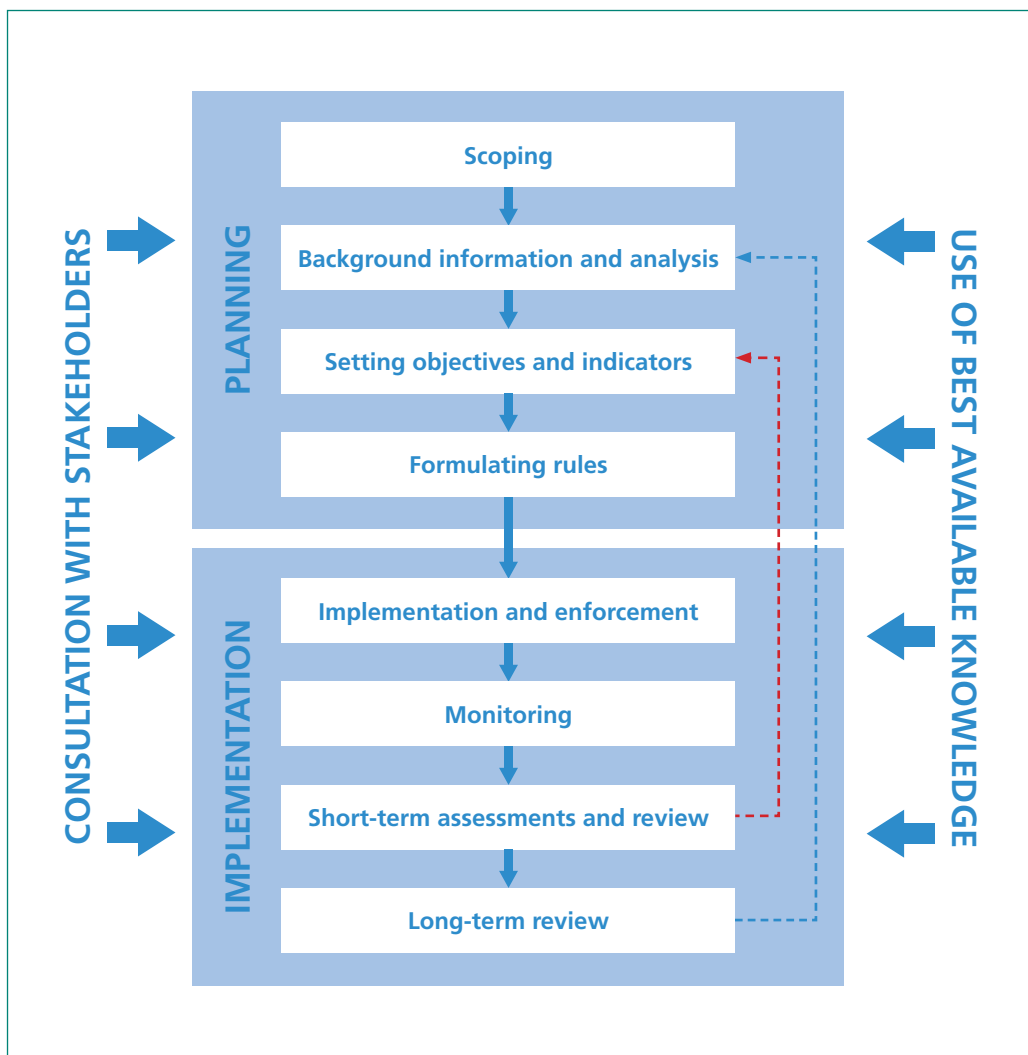 CONSULTATION WITH STAKEHOLDERS
PLANNING
Scoping
Background information and analysis
Setting objectives and indicators
Formulating rules
IMPLEMENTATION
Implementation and enforcement
Monitoring
Short-term assessments and review
Long-term review
USE OF BEST AVAILABLE KNOWLEDGE